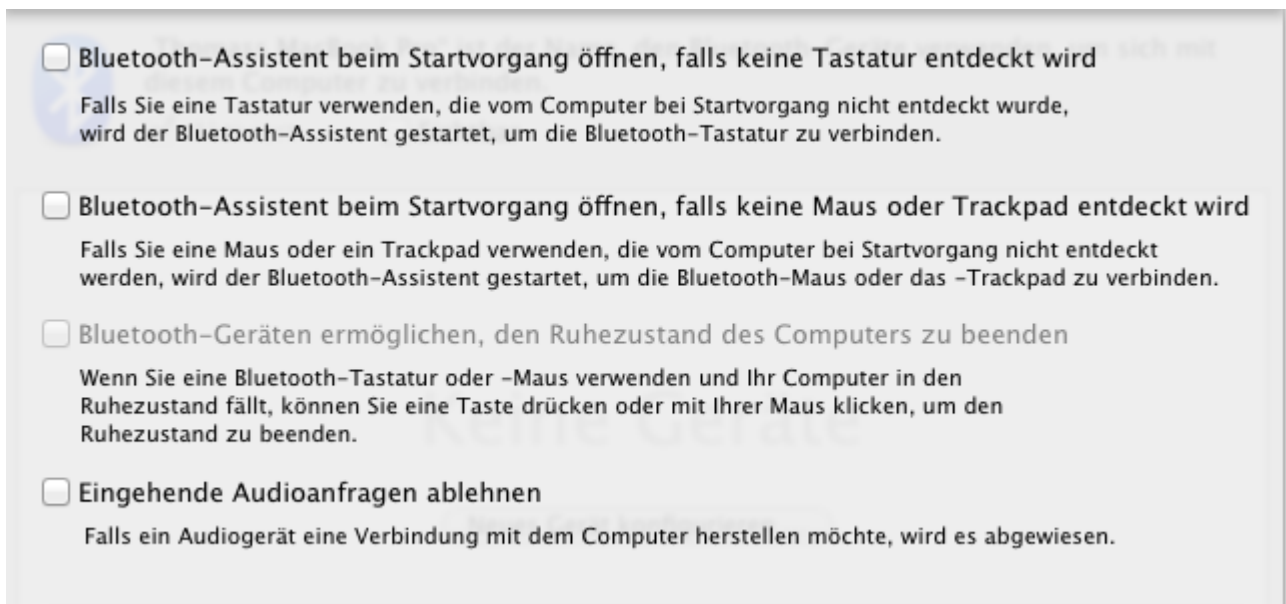 Bluetooth-Assistent beim Startvorgang öffnen, falls keine Tastatur entdeckt wird
Falls Sie eine Tastatur verwenden, die vom Computer bei Startvorgang nicht entdeckt wurde,
wird der Bluetooth-Assistent gestartet, um die Bluetooth-Tastatur zu verbinden.
Bluetooth-Assistent beim Startvorgang öffnen, falls keine Maus oder Trackpad entdeckt wird
Falls Sie eine Maus oder ein Trackpad verwenden, die vom Computer bei Startvorgang nicht entdeckt
werden, wird der Bluetooth-Assistent gestartet, um die Bluetooth-Maus oder das -Trackpad zu verbinden.
Bluetooth-Geräten ermöglichen, den Ruhezustand des Computers zu beenden
Wenn Sie eine Bluetooth-Tastatur oder -Maus verwenden und Ihr Computer in den
Ruhezustand fällt, können Sie eine Taste drücken oder mit Ihrer Maus klicken, um den
Ruhezustand zu beenden.
Keine Geräte
Eingehende Audioanfragen ablehnen
Neues Gerät konfigurieren
Falls ein Audiogerät eine Verbindung mit dem Computer herstellen möchte, wird es abgewiesen.